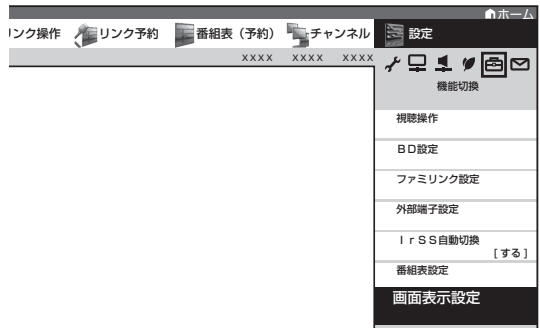 ホーム
ンク操作 リンク予約 番組表（予約） チャンネル 設定
xxxx xxxx xxxx
機能切換
視聴操作
ＢＤ設定
ファミリンク設定
外部端子設定
ＩｒＳＳ自動切換
［する］
番組表設定
画面表示設定